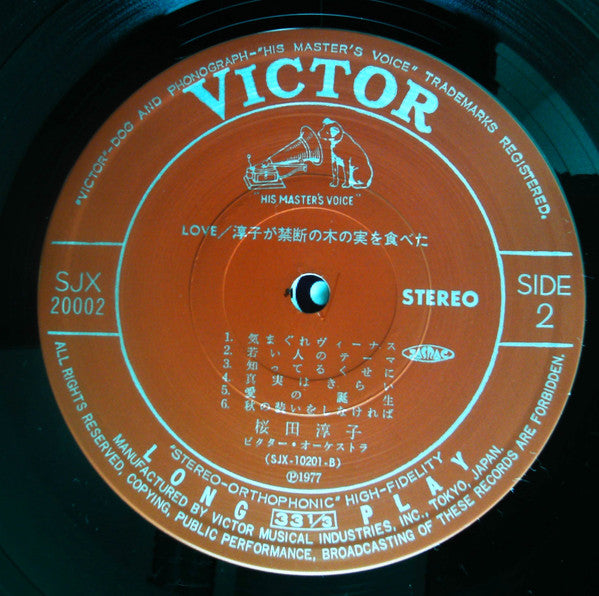 "VICTOR"-DOG AND PHONOGRAPH-"HIS MASTER'S VOICE" TRADEMARKS REGISTERED.
VICTOR
"HIS MASTER'S VOICE"
LOVE/淳子が禁断の木の実を食べた
SJX
20002
STEREO
SIDE
2
1. 気まぐれヴィーナス
2. 若い人のテーマ
3. 知ってるくせに
4. 真実はきらい
5. 愛の誕生
6. 秋の装いをしなければ
JASRAC
桜田淳子
ビクター・オーケストラ
(SJX-10201-B)
Ⓟ1977
"STEREO-ORTHOPHONIC" HIGH-FIDELITY
LONG 33 1/3 PLAY
MANUFACTURED BY VICTOR MUSICAL INDUSTRIES, INC., TOKYO, JAPAN.
ALL RIGHTS RESERVED, COPYING, PUBLIC PERFORMANCE, BROADCASTING OF THESE RECORDS ARE FORBIDDEN.